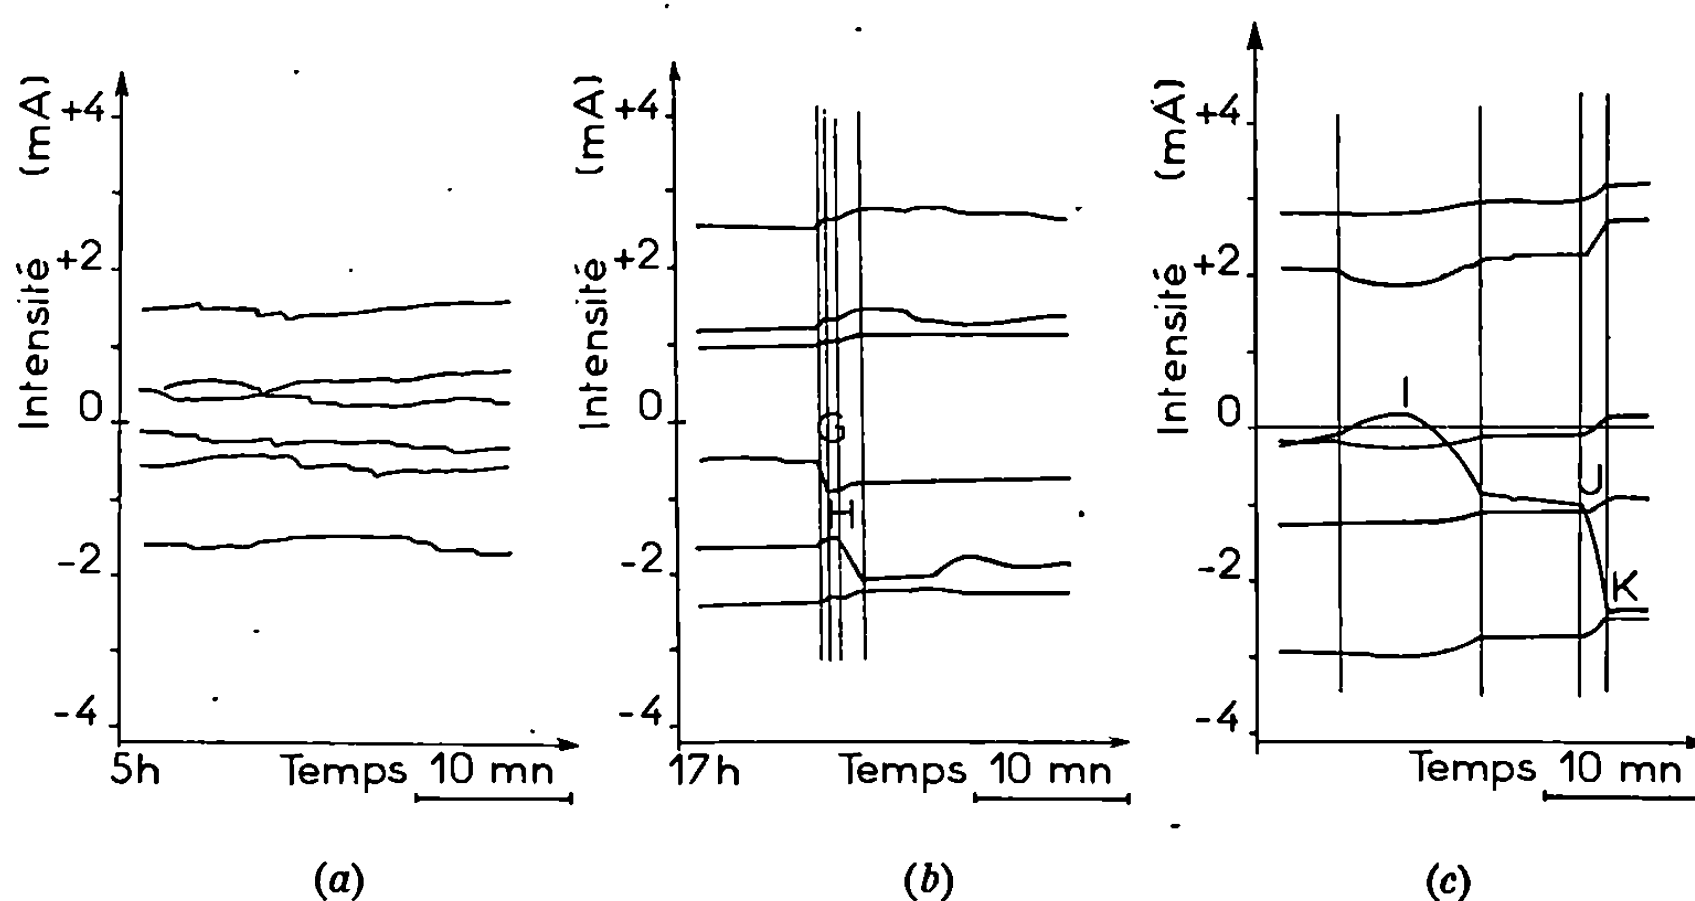 Intensité (mA)
+4
+2
0
-2
-4
5h Temps 10 mn
(a)
Intensité (mA)
+4
+2
0
-2
-4
G
H
17h Temps 10 mn
(b)
Intensité (mA)
+4
+2
0
-2
-4
I
J
K
Temps 10 mn
(c)